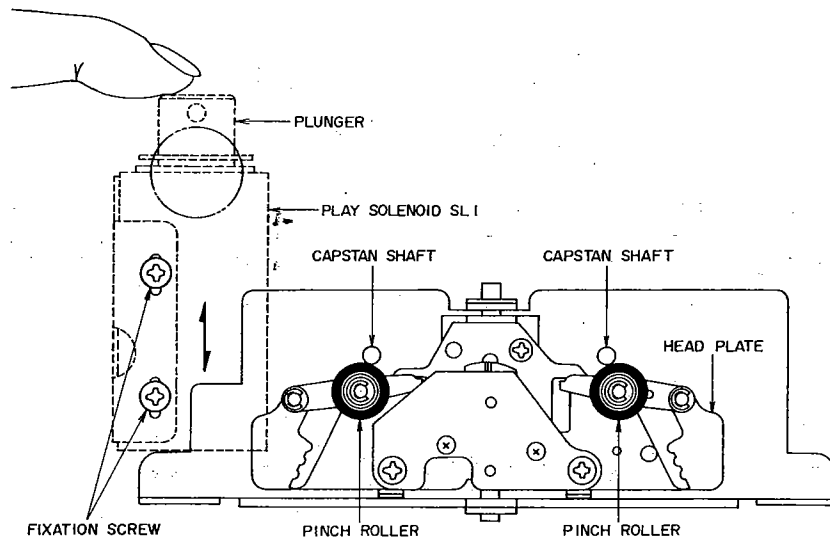 PLUNGER
PLAY SOLENOID SL1
CAPSTAN SHAFT
CAPSTAN SHAFT
HEAD PLATE
FIXATION SCREW
PINCH ROLLER
PINCH ROLLER